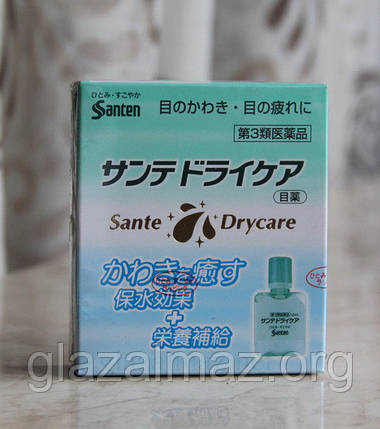 ひとみ・すこやか
Santen
目のかわき・目の疲れに
第3類医薬品
サンテドライケア
目薬
Sante Drycare
かわきを癒す
保水効果
+
栄養補給
サンテドライケア
Santen
glazalmaz.org